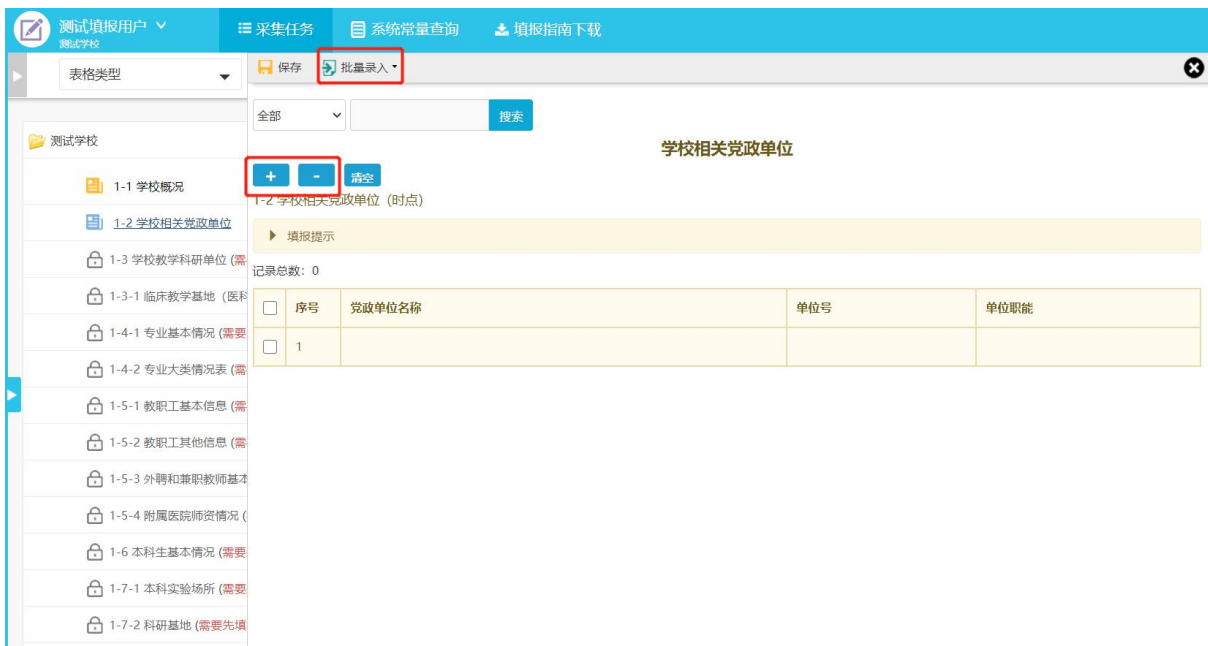 测试填报用户
测试学校
采集任务
系统常量查询
填报指南下载
表格类型
保存
批量录入
全部
搜索
测试学校
学校相关党政单位
+
-
清空
1-2 学校相关党政单位（时点）
填报提示
记录总数：0
序号 党政单位名称 单位号 单位职能
1
1-1 学校概况
1-2 学校相关党政单位
1-3 学校教学科研单位 (需
1-3-1 临床教学基地（医科
1-4-1 专业基本情况 (需要
1-4-2 专业大类情况表 (需
1-5-1 教职工基本信息 (需
1-5-2 教职工其他信息 (需
1-5-3 外聘和兼职教师基本
1-5-4 附属医院师资情况 (
1-6 本科生基本情况 (需要
1-7-1 本科实验场所 (需要
1-7-2 科研基地 (需要先填